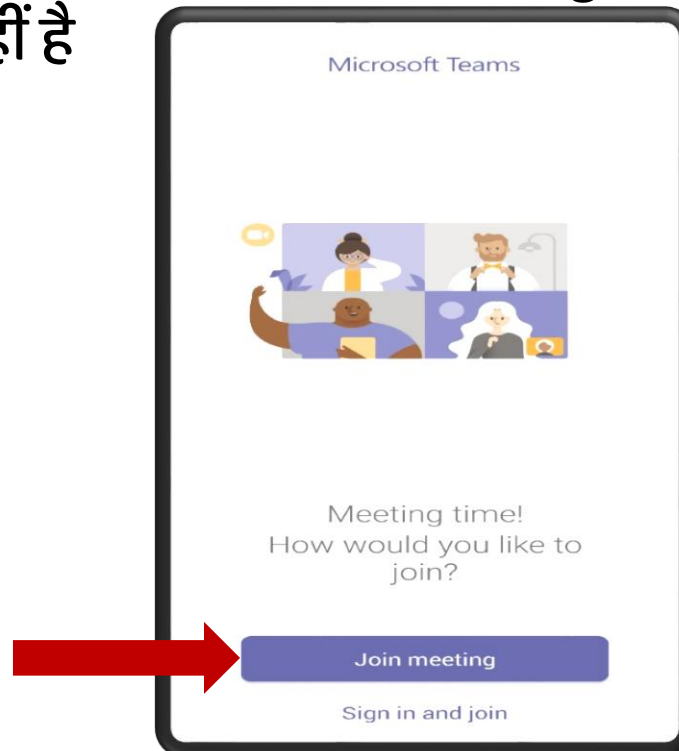 है
Microsoft Teams
Meeting time!
How would you like to
join?
Join meeting
Sign in and join